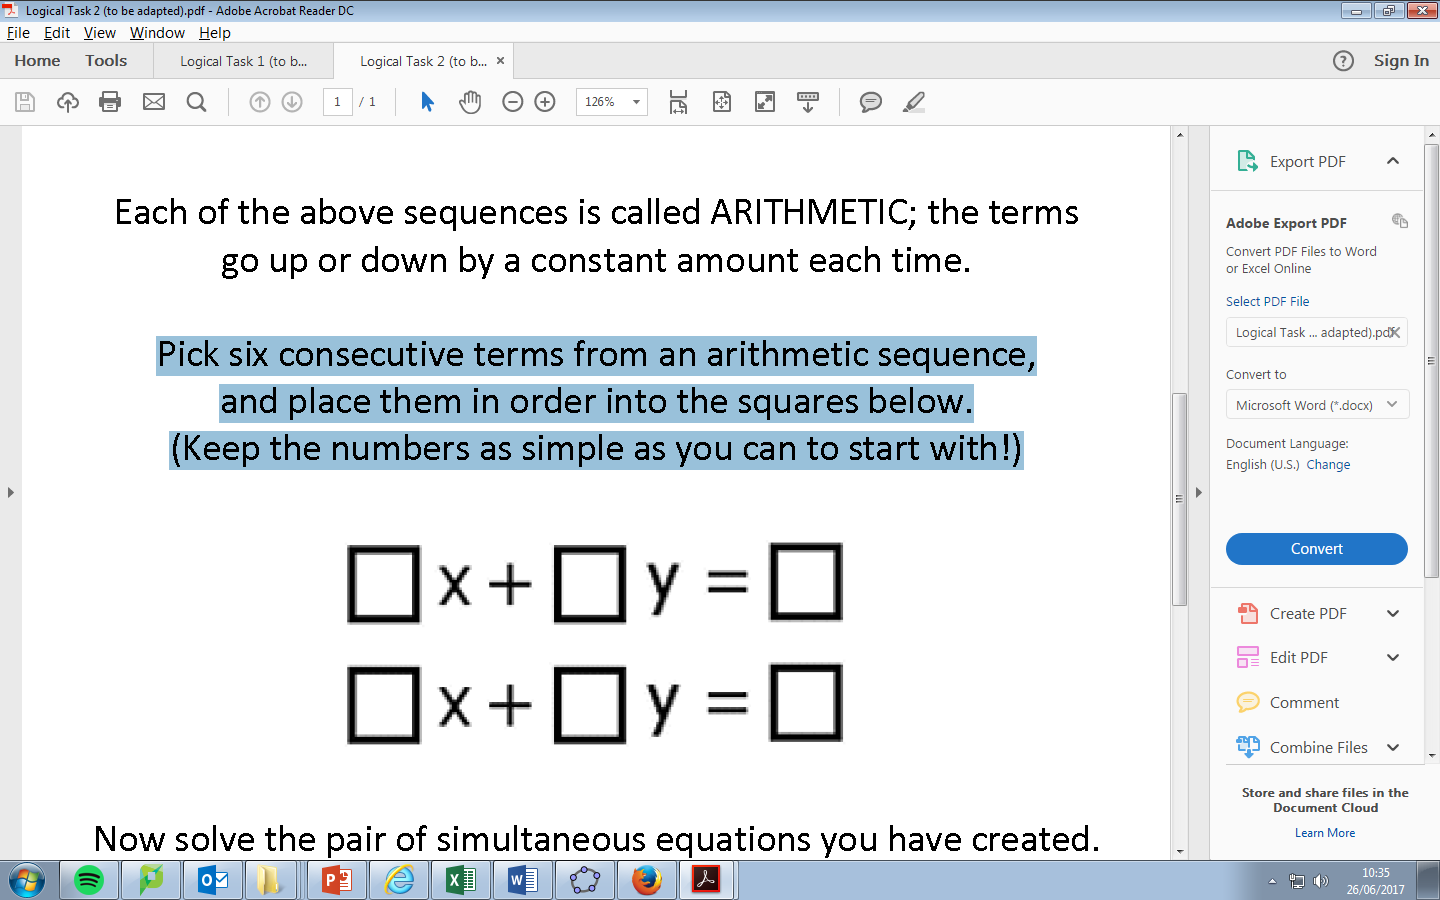 Logical Task 2 (to be adapted).pdf - Adobe Acrobat Reader DC
File Edit View Window Help
Home Tools Logical Task 1 (to b... Logical Task 2 (to b... × ? Sign In
1 / 1 126%
Each of the above sequences is called ARITHMETIC; the terms
go up or down by a constant amount each time.
Pick six consecutive terms from an arithmetic sequence,
and place them in order into the squares below.
(Keep the numbers as simple as you can to start with!)
x + y =
x + y =
Now solve the pair of simultaneous equations you have created.
Export PDF
Adobe Export PDF
Convert PDF Files to Word
or Excel Online
Select PDF File
Logical Task ... adapted).pdf
Convert to
Microsoft Word (*.docx)
Document Language:
English (U.S.) Change
Convert
Create PDF
Edit PDF
Comment
Combine Files
Store and share files in the
Document Cloud
Learn More
10:35
26/06/2017